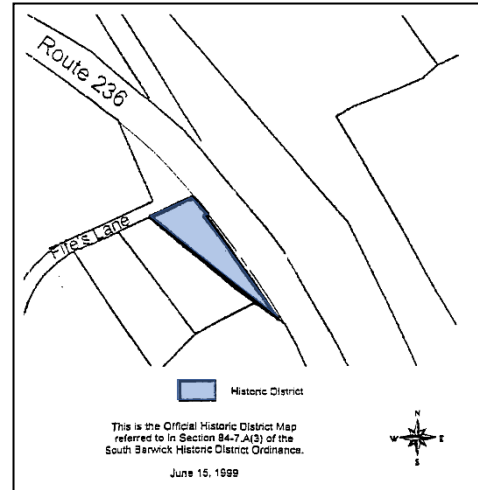 Route 236
Fife's Lane
Historic District
This is the Official Historic District Map
referred to in Section 84-7.A(3) of the
South Berwick Historic District Ordinance.
June 15, 1999
N
W E
S